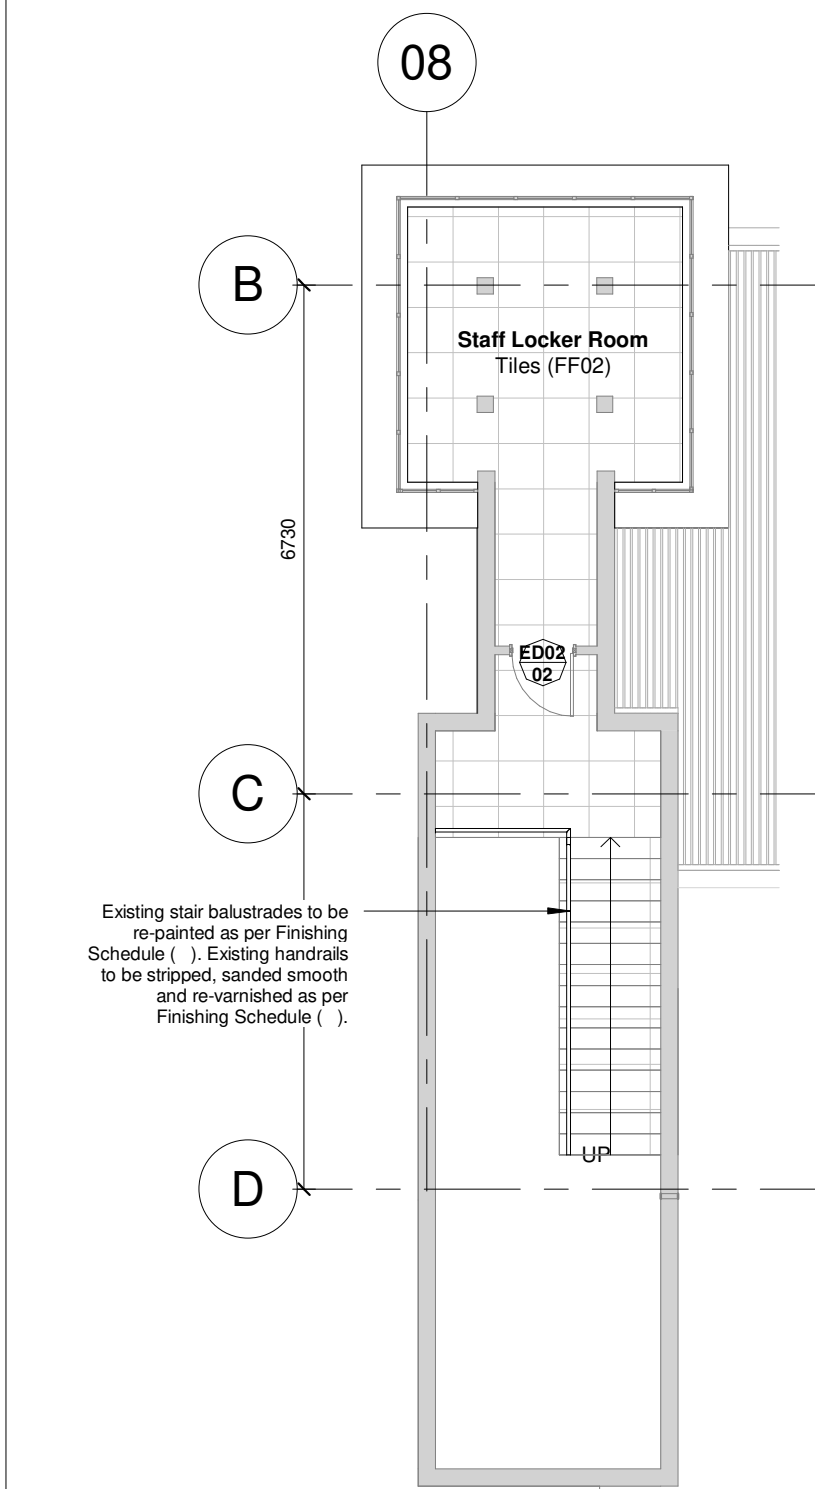 08
B
Staff Locker Room
Tiles (FF02)
6730
ED02
02
C
Existing stair balustrades to be
re-painted as per Finishing
Schedule (   ). Existing handrails
to be stripped, sanded smooth
and re-varnished as per
Finishing Schedule (   ).
UP
D